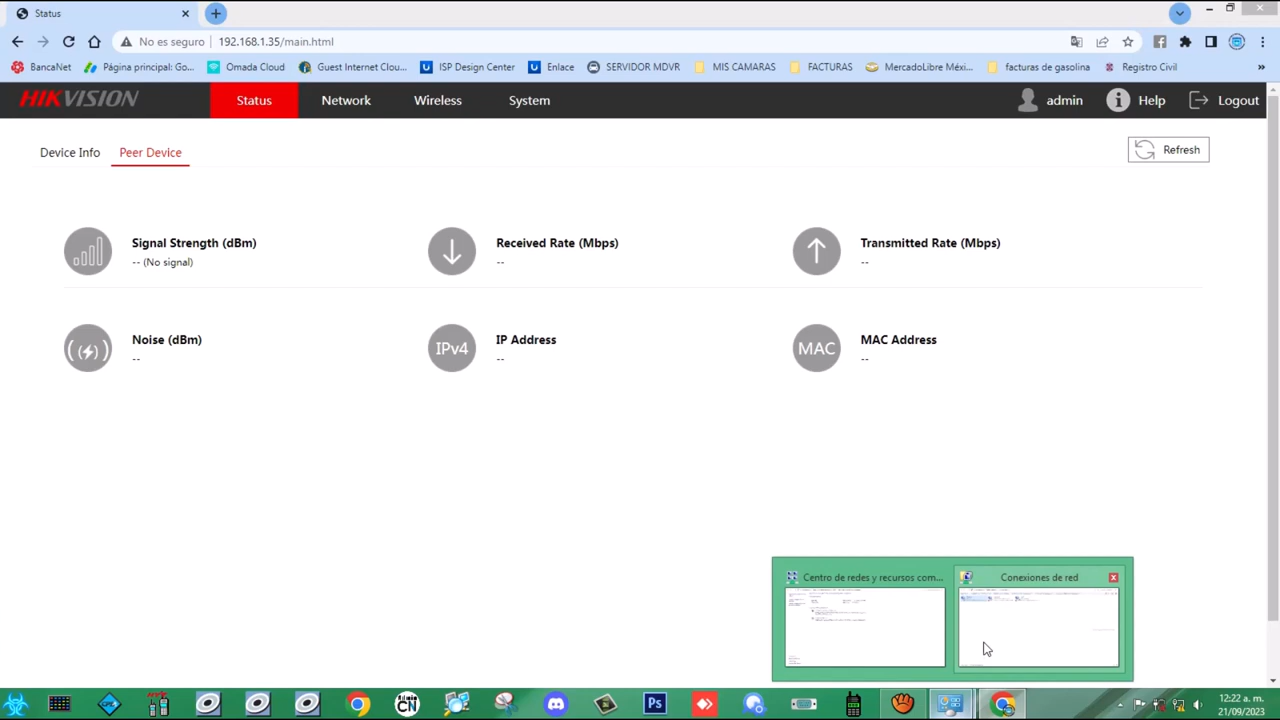 Status
No es seguro 192.168.1.35/main.html
BancaNet Página principal: Go... Omada Cloud Guest Internet Clou... ISP Design Center Enlace SERVIDOR MDVR MIS CAMARAS FACTURAS MercadoLibre Méxi... facturas de gasolina Registro Civil »
HIKVISION Status Network Wireless System admin Help Logout
Device Info Peer Device Refresh
Signal Strength (dBm) Received Rate (Mbps) Transmitted Rate (Mbps)
-- (No signal) -- --
Noise (dBm) IP Address MAC Address
IPv4 MAC
-- -- --
Centro de redes y recursos com... Conexiones de red
Ps
12:22 a. m.
21/09/2023